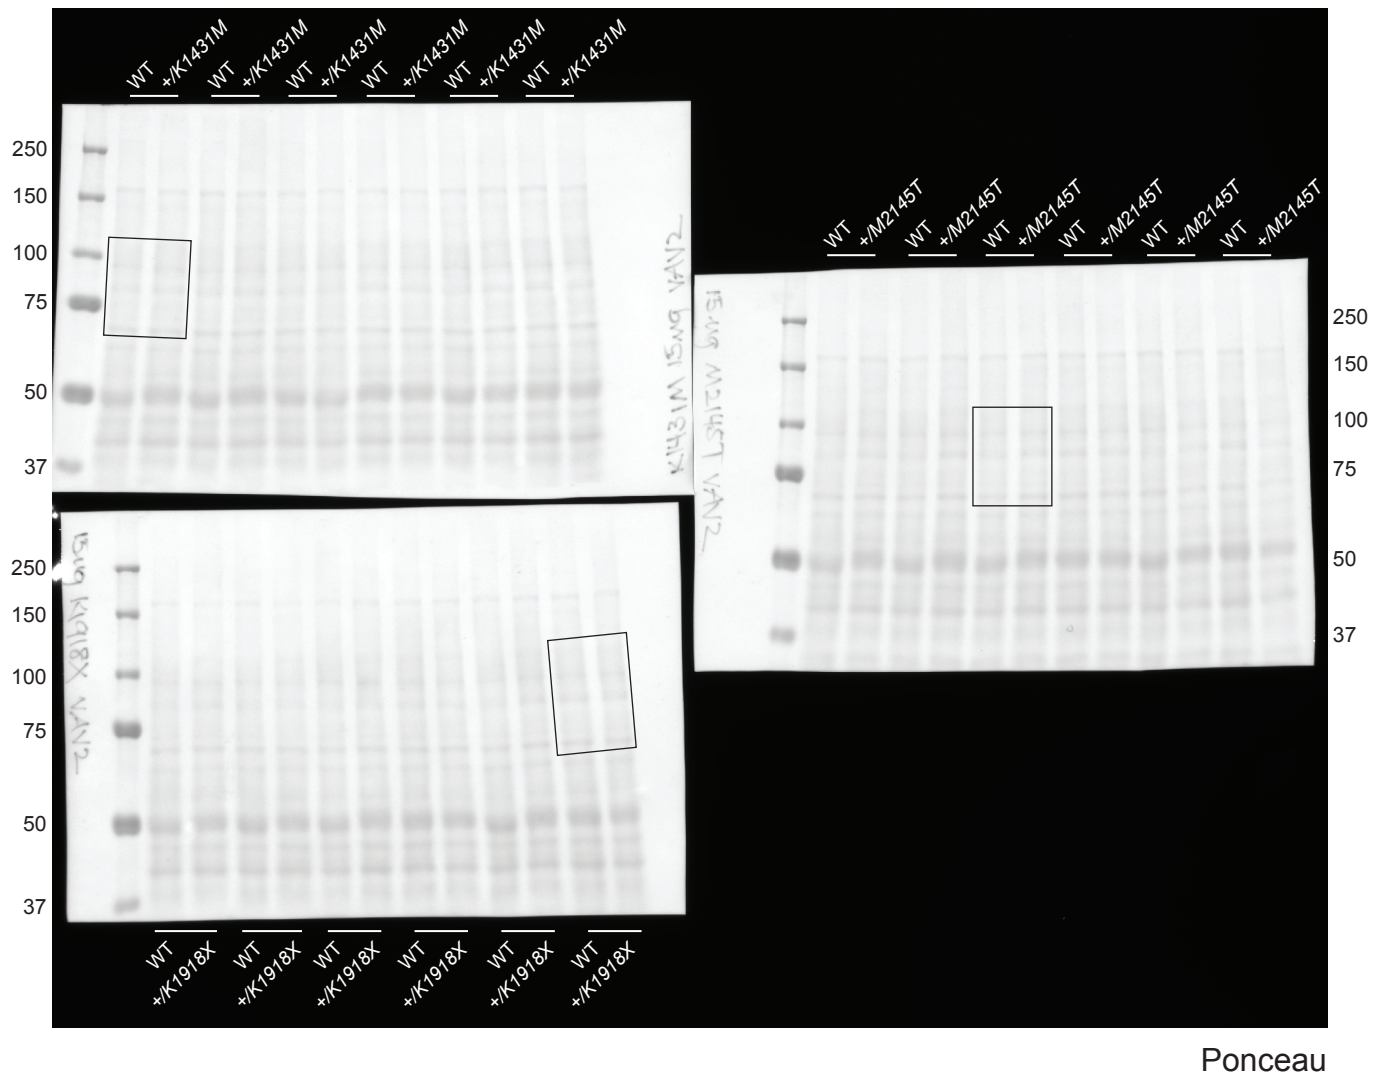 WT +/K1431M WT +/K1431M WT +/K1431M WT +/K1431M WT +/K1431M WT +/K1431M
250
150
100
75
50
37
K1431M 15ug VAV2
WT +/M2145T WT +/M2145T WT +/M2145T WT +/M2145T WT +/M2145T WT +/M2145T
15ug M2145T VAV2
250
150
100
75
50
37
250
150
100
75
50
37
15ug K1918X VAV2
WT +/K1918X WT +/K1918X WT +/K1918X WT +/K1918X WT +/K1918X WT +/K1918X
Ponceau